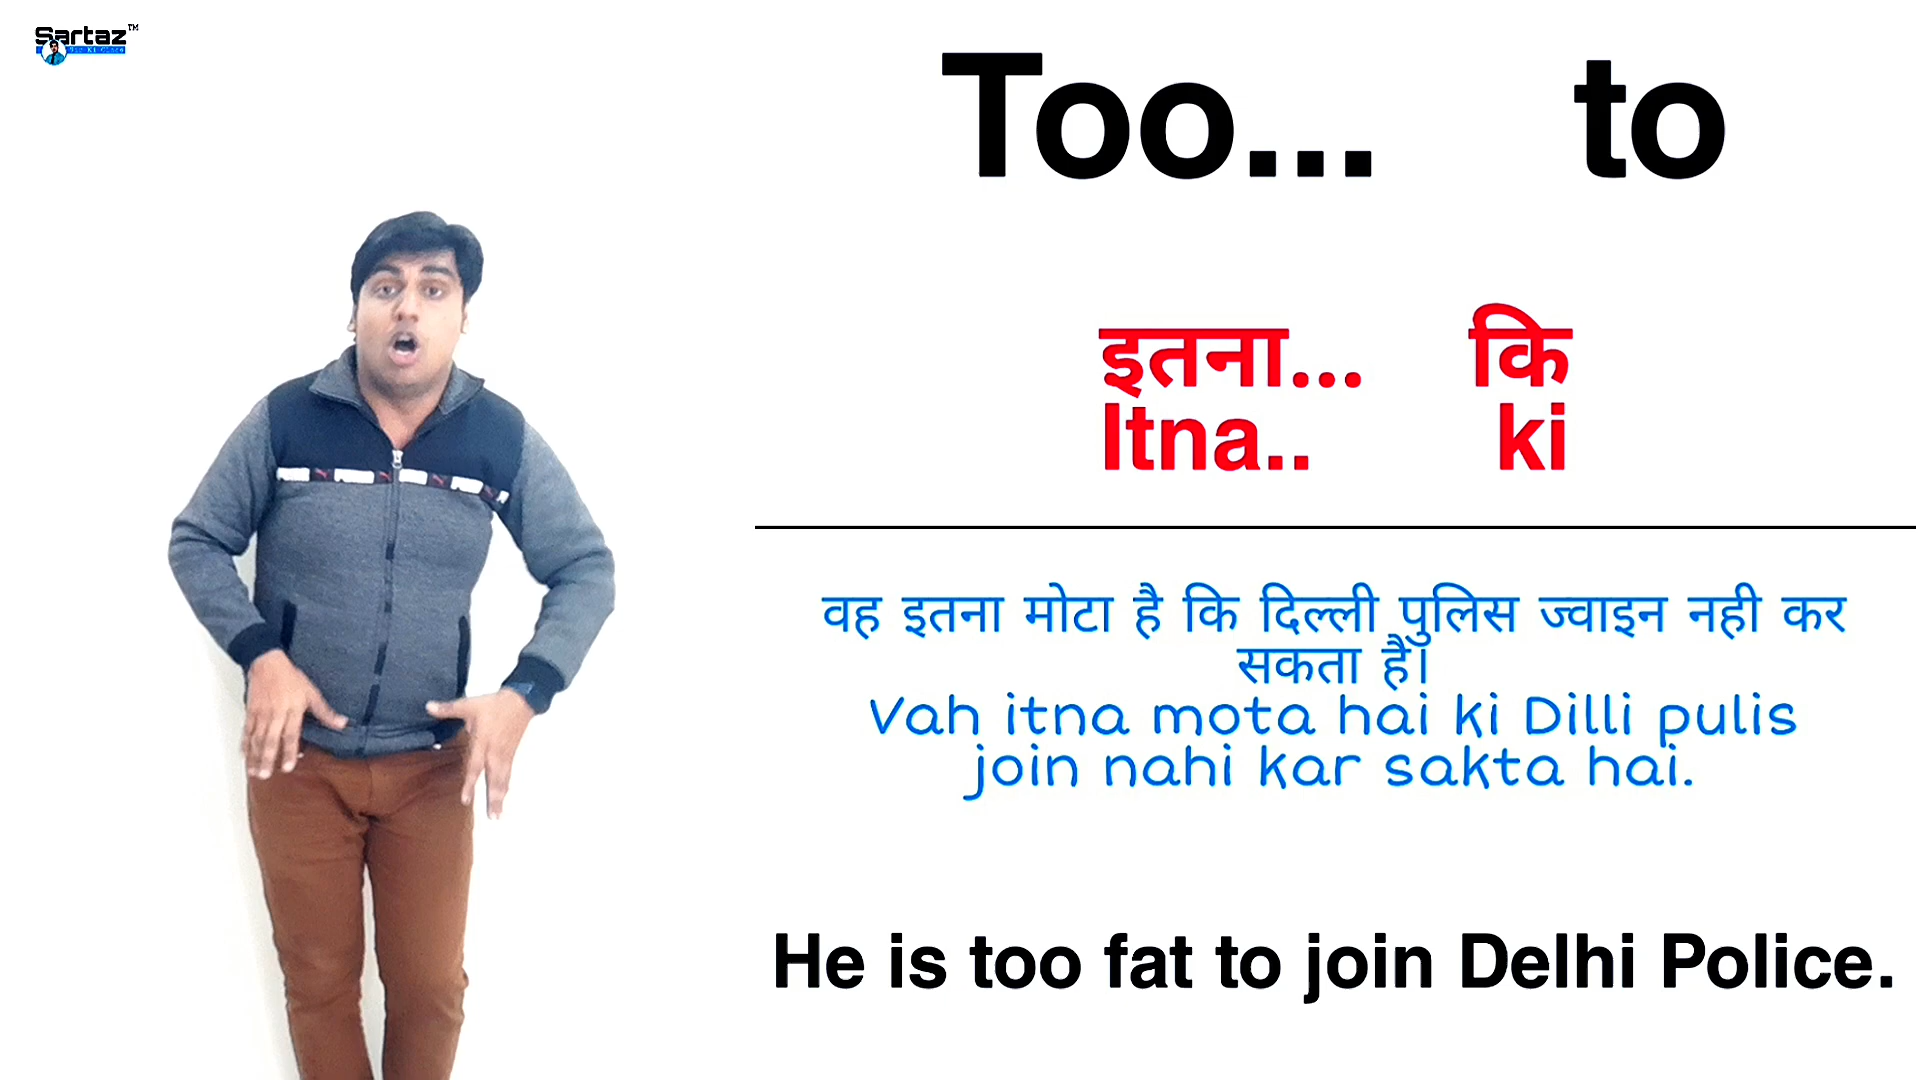 Sartaz™
Too... to
इतना... कि
Itna.. ki
वह इतना मोटा है कि दिल्ली पुलिस ज्वाइन नही कर
सकता है।
Vah itna mota hai ki Dilli pulis
join nahi kar sakta hai.
He is too fat to join Delhi Police.